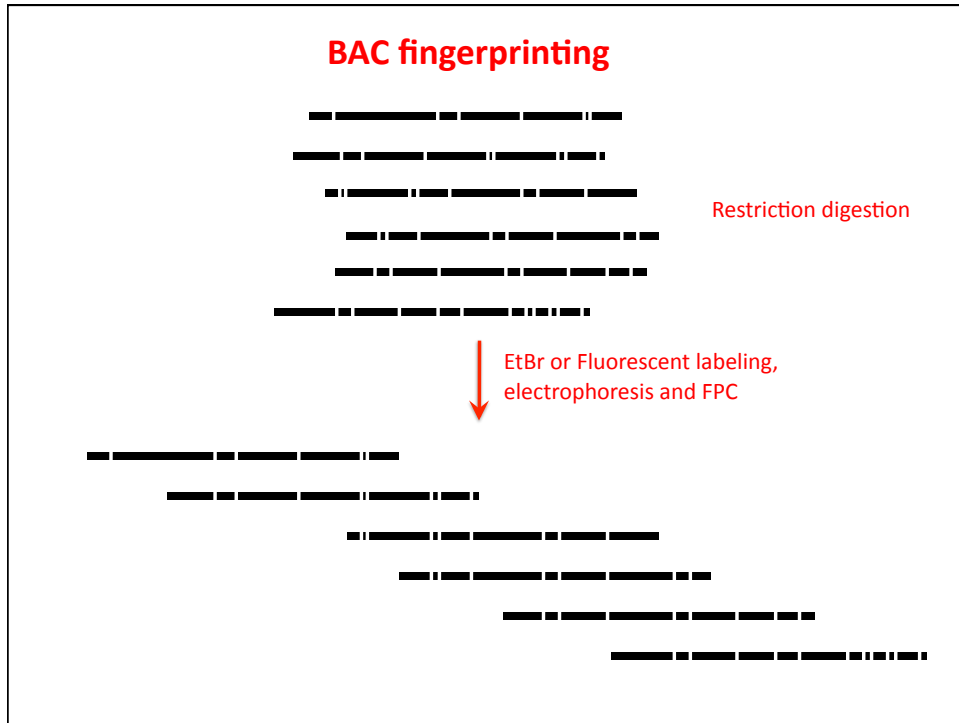 BAC fingerprinting
Restriction digestion
EtBr or Fluorescent labeling,
electrophoresis and FPC